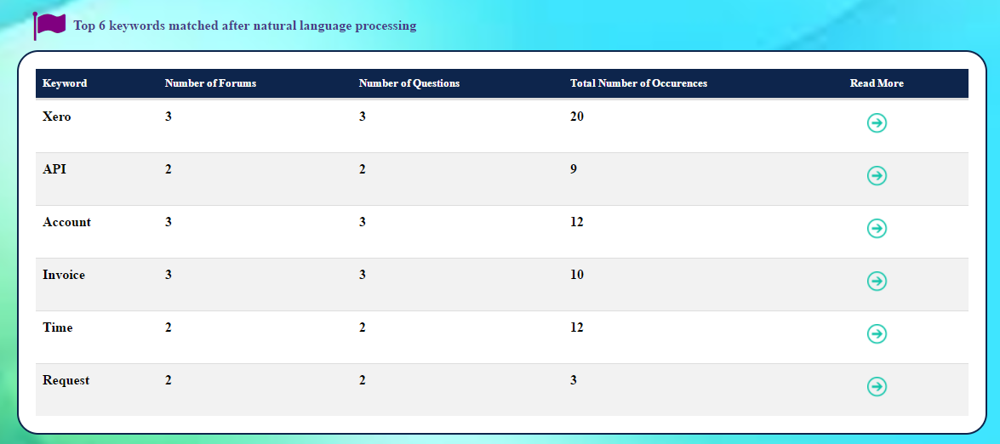 Top 6 keywords matched after natural language processing
Keyword Number of Forums Number of Questions Total Number of Occurences Read More
Xero 3 3 20
API 2 2 9
Account 3 3 12
Invoice 3 3 10
Time 2 2 12
Request 2 2 3